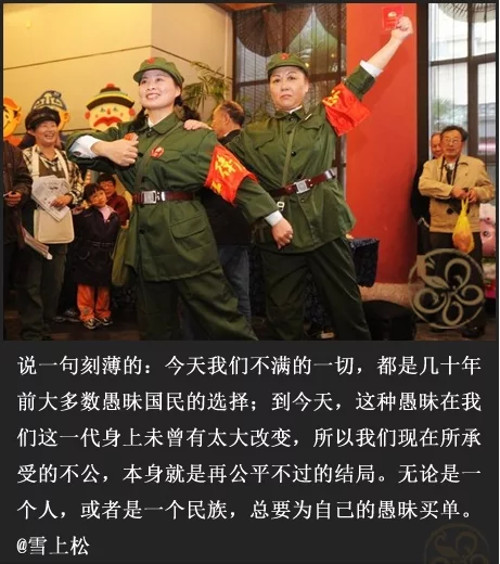 说一句刻薄的：今天我们不满的一切，都是几十年
前大多数愚昧国民的选择；到今天，这种愚昧在我
们这一代身上未曾有太大改变，所以我们现在所承
受的不公，本身就是再公平不过的结局。无论是一
个人，或者是一个民族，总要为自己的愚昧买单。
@雪上松